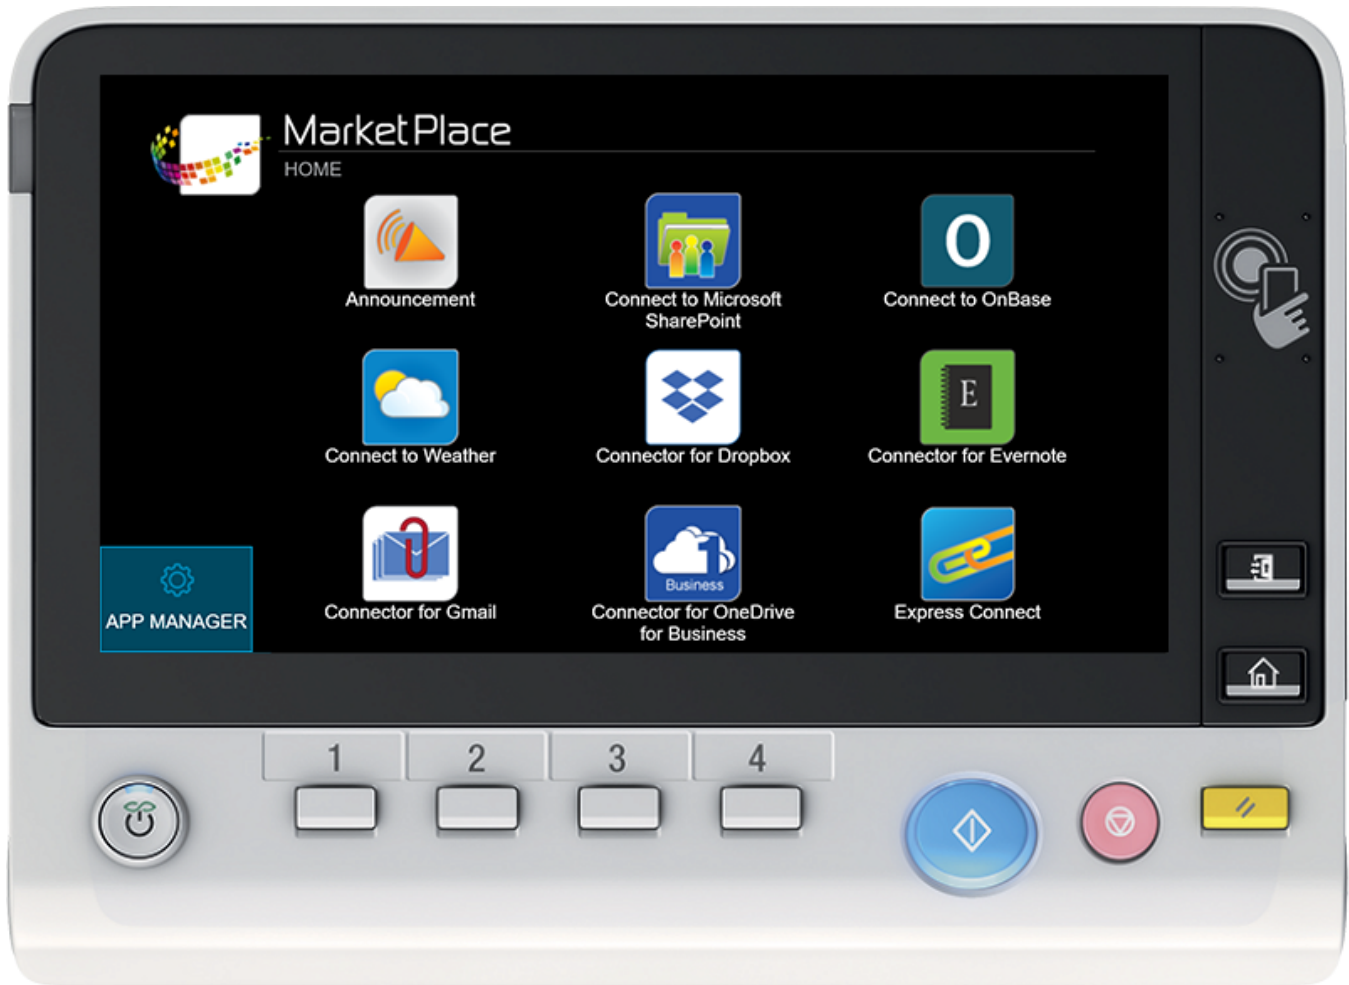 MarketPlace
HOME
Announcement
Connect to Microsoft
SharePoint
O
Connect to OnBase
Connect to Weather
Connector for Dropbox
E
Connector for Evernote
Connector for Gmail
1
Business
Connector for OneDrive
for Business
Express Connect
APP MANAGER
1
2
3
4